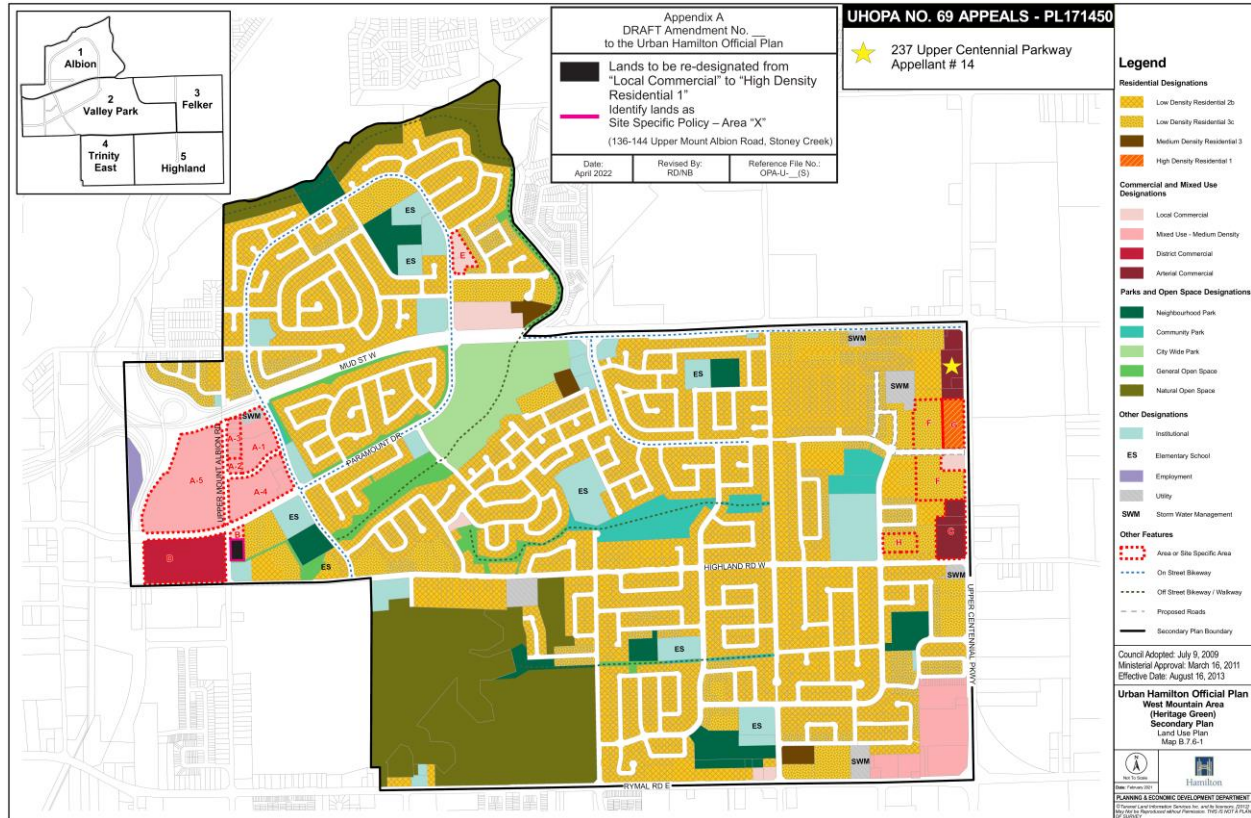 1
Albion
2
Valley Park
3
Felker
4
Trinity
East
5
Highland
Appendix A
DRAFT Amendment No. __
to the Urban Hamilton Official Plan
Lands to be re-designated from
"Local Commercial" to "High Density
Residential 1"
Identify lands as
Site Specific Policy – Area "X"
(136-144 Upper Mount Albion Road, Stoney Creek)
Date:
April 2022
Revised By:
RD/NB
Reference File No.:
OPA-U-__(S)
UHOPA NO. 69 APPEALS - PL171450
237 Upper Centennial Parkway
Appellant # 14
ES
ES
E
MUD ST W
SWM
SWM
ES
SWM
A-3
A-1
A-2
A-5
A-4
UPPER MOUNT ALBION RD
PARAMOUNT DR
F
F
ES
ES
B
ES
H
C
HIGHLAND RD W
SWM
UPPER CENTENNIAL PKWY
ES
ES
SWM
RYMAL RD E
Legend
Residential Designations
Low Density Residential 2b
Low Density Residential 3c
Medium Density Residential 3
High Density Residential 1
Commercial and Mixed Use
Designations
Local Commercial
Mixed Use - Medium Density
District Commercial
Arterial Commercial
Parks and Open Space Designations
Neighbourhood Park
Community Park
City Wide Park
General Open Space
Natural Open Space
Other Designations
Institutional
ES Elementary School
Employment
Utility
SWM Storm Water Management
Other Features
Area or Site Specific Area
On Street Bikeway
Off Street Bikeway / Walkway
Proposed Roads
Secondary Plan Boundary
Council Adopted: July 9, 2009
Ministerial Approval: March 16, 2011
Effective Date: August 16, 2013
Urban Hamilton Official Plan
West Mountain Area
(Heritage Green)
Secondary Plan
Land Use Plan
Map B.7.6-1
N
Not To Scale
Date: February 2021
Hamilton
PLANNING & ECONOMIC DEVELOPMENT DEPARTMENT